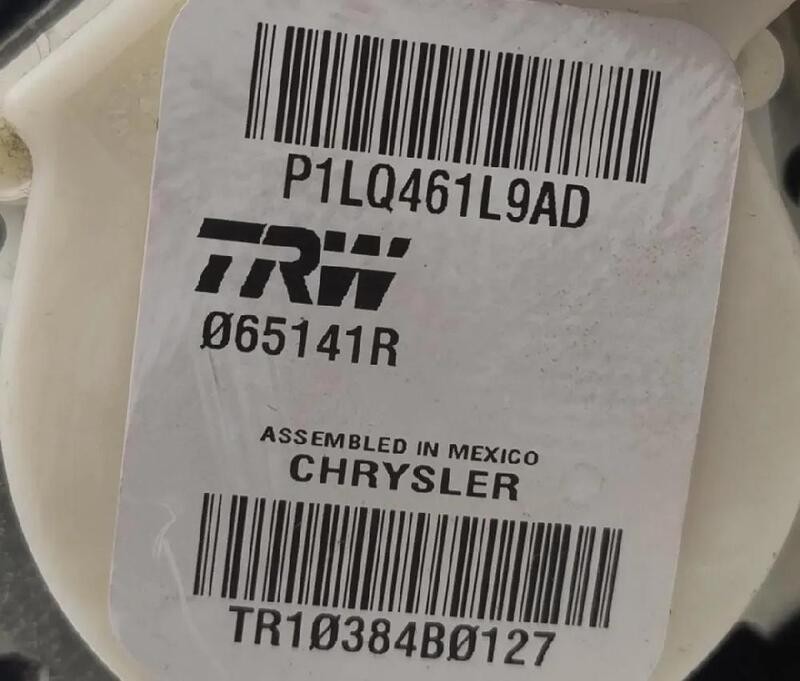 P1LQ461L9AD
TRW
Ø65141R
ASSEMBLED IN MEXICO
CHRYSLER
TR1Ø384BØ127